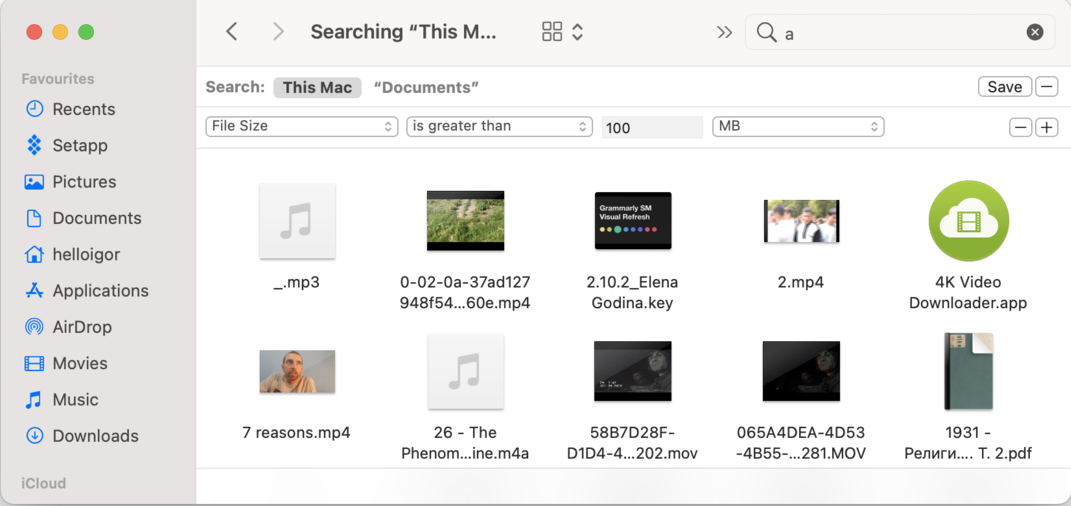 Searching “This M...
a
Favourites
Recents
Setapp
Pictures
Documents
helloigor
Applications
AirDrop
Movies
Music
Downloads
iCloud
Search: This Mac “Documents” Save
File Size is greater than 100 MB
_.mp3
0-02-0a-37ad127
948f54...60e.mp4
2.10.2_Elena
Godina.key
2.mp4
4K Video
Downloader.app
Grammarly SM
Visual Refresh
7 reasons.mp4
26 - The
Phenom...ine.m4a
58B7D28F-
D1D4-4...202.mov
065A4DEA-4D53
-4B55-...281.MOV
1931 -
Религи.... Т. 2.pdf